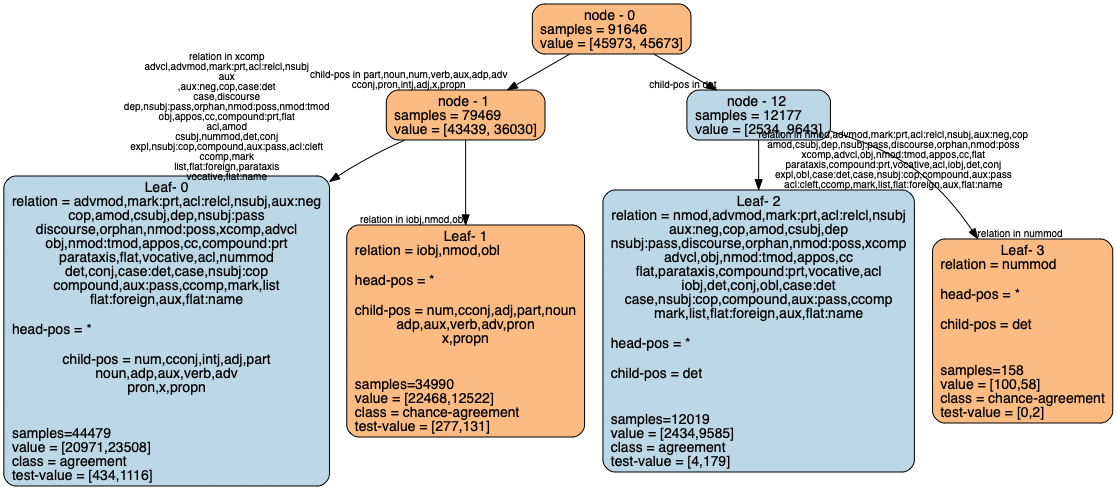 node - 0
samples = 91646
value = [45973, 45673]
relation in xcomp
advcl,advmod,mark:prt,acl:relcl,nsubj
aux
,aux:neg,cop,case:det
case,discourse
dep,nsubj:pass,orphan,nmod:poss,nmod:tmod
obj,appos,cc,compound:prt,flat
acl,amod
csubj,nummod,det,conj
expl,nsubj:cop,compound,aux:pass,acl:cleft
ccomp,mark
list,flat:foreign,parataxis
vocative,flat:name
child-pos in part,noun,num,verb,aux,adp,adv
cconj,pron,intj,adj,x,propn
child-pos in det
node - 1
samples = 79469
value = [43439, 36030]
node - 12
samples = 12177
value = [2534, 9643]
relation in nmod,advmod,mark:prt,acl:relcl,nsubj,aux:neg,cop
amod,csubj,dep,nsubj:pass,discourse,orphan,nmod:poss
xcomp,advcl,obj,nmod:tmod,appos,cc,flat
parataxis,compound:prt,vocative,acl,iobj,det,conj
expl,obl,case:det,case,nsubj:cop,compound,aux:pass
acl:cleft,ccomp,mark,list,flat:foreign,aux,flat:name
Leaf- 0
relation = advmod,mark:prt,acl:relcl,nsubj,aux:neg
cop,amod,csubj,dep,nsubj:pass
discourse,orphan,nmod:poss,xcomp,advcl
obj,nmod:tmod,appos,cc,compound:prt
parataxis,flat,vocative,acl,nummod
det,conj,case:det,case,nsubj:cop
compound,aux:pass,ccomp,mark,list
flat:foreign,aux,flat:name
head-pos = *
child-pos = num,cconj,intj,adj,part
noun,adp,aux,verb,adv
pron,x,propn
samples=44479
value = [20971,23508]
class = agreement
test-value = [434,1116]
relation in iobj,nmod,obl
Leaf- 1
relation = iobj,nmod,obl
head-pos = *
child-pos = num,cconj,adj,part,noun
adp,aux,verb,adv,pron
x,propn
samples=34990
value = [22468,12522]
class = chance-agreement
test-value = [277,131]
Leaf- 2
relation = nmod,advmod,mark:prt,acl:relcl,nsubj
aux:neg,cop,amod,csubj,dep
nsubj:pass,discourse,orphan,nmod:poss,xcomp
advcl,obj,nmod:tmod,appos,cc
flat,parataxis,compound:prt,vocative,acl
iobj,det,conj,obl,case:det
case,nsubj:cop,compound,aux:pass,ccomp
mark,list,flat:foreign,aux,flat:name
head-pos = *
child-pos = det
samples=12019
value = [2434,9585]
class = agreement
test-value = [4,179]
relation in nummod
Leaf- 3
relation = nummod
head-pos = *
child-pos = det
samples=158
value = [100,58]
class = chance-agreement
test-value = [0,2]